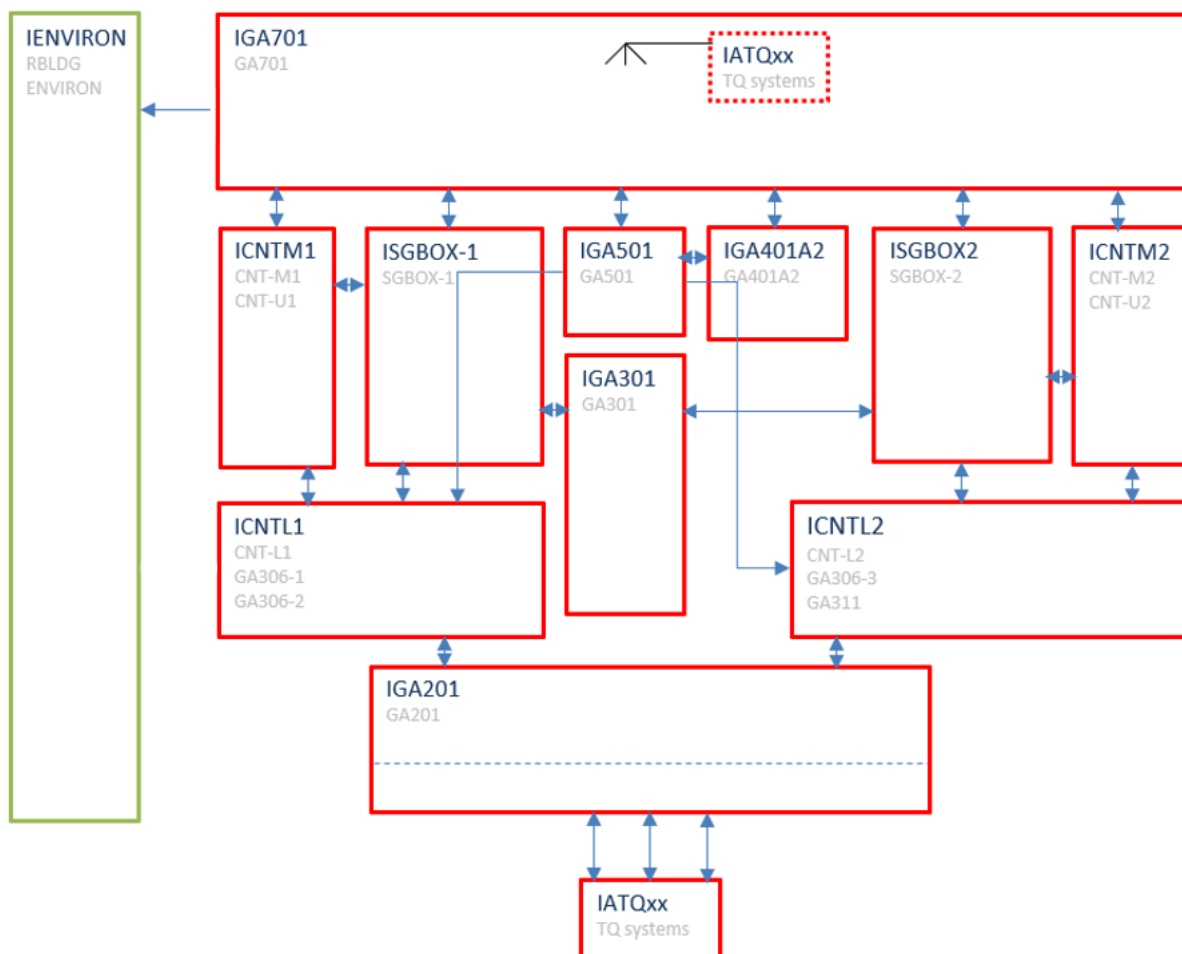 IENVIRON
RBLDG
ENVIRON
IGA701
GA701
IATQxx
TQ systems
ICNTM1
CNT-M1
CNT-U1
ISGBOX-1
SGBOX-1
IGA501
GA501
IGA401A2
GA401A2
ISGBOX2
SGBOX-2
ICNTM2
CNT-M2
CNT-U2
IGA301
GA301
ICNTL1
CNT-L1
GA306-1
GA306-2
ICNTL2
CNT-L2
GA306-3
GA311
IGA201
GA201
IATQxx
TQ systems